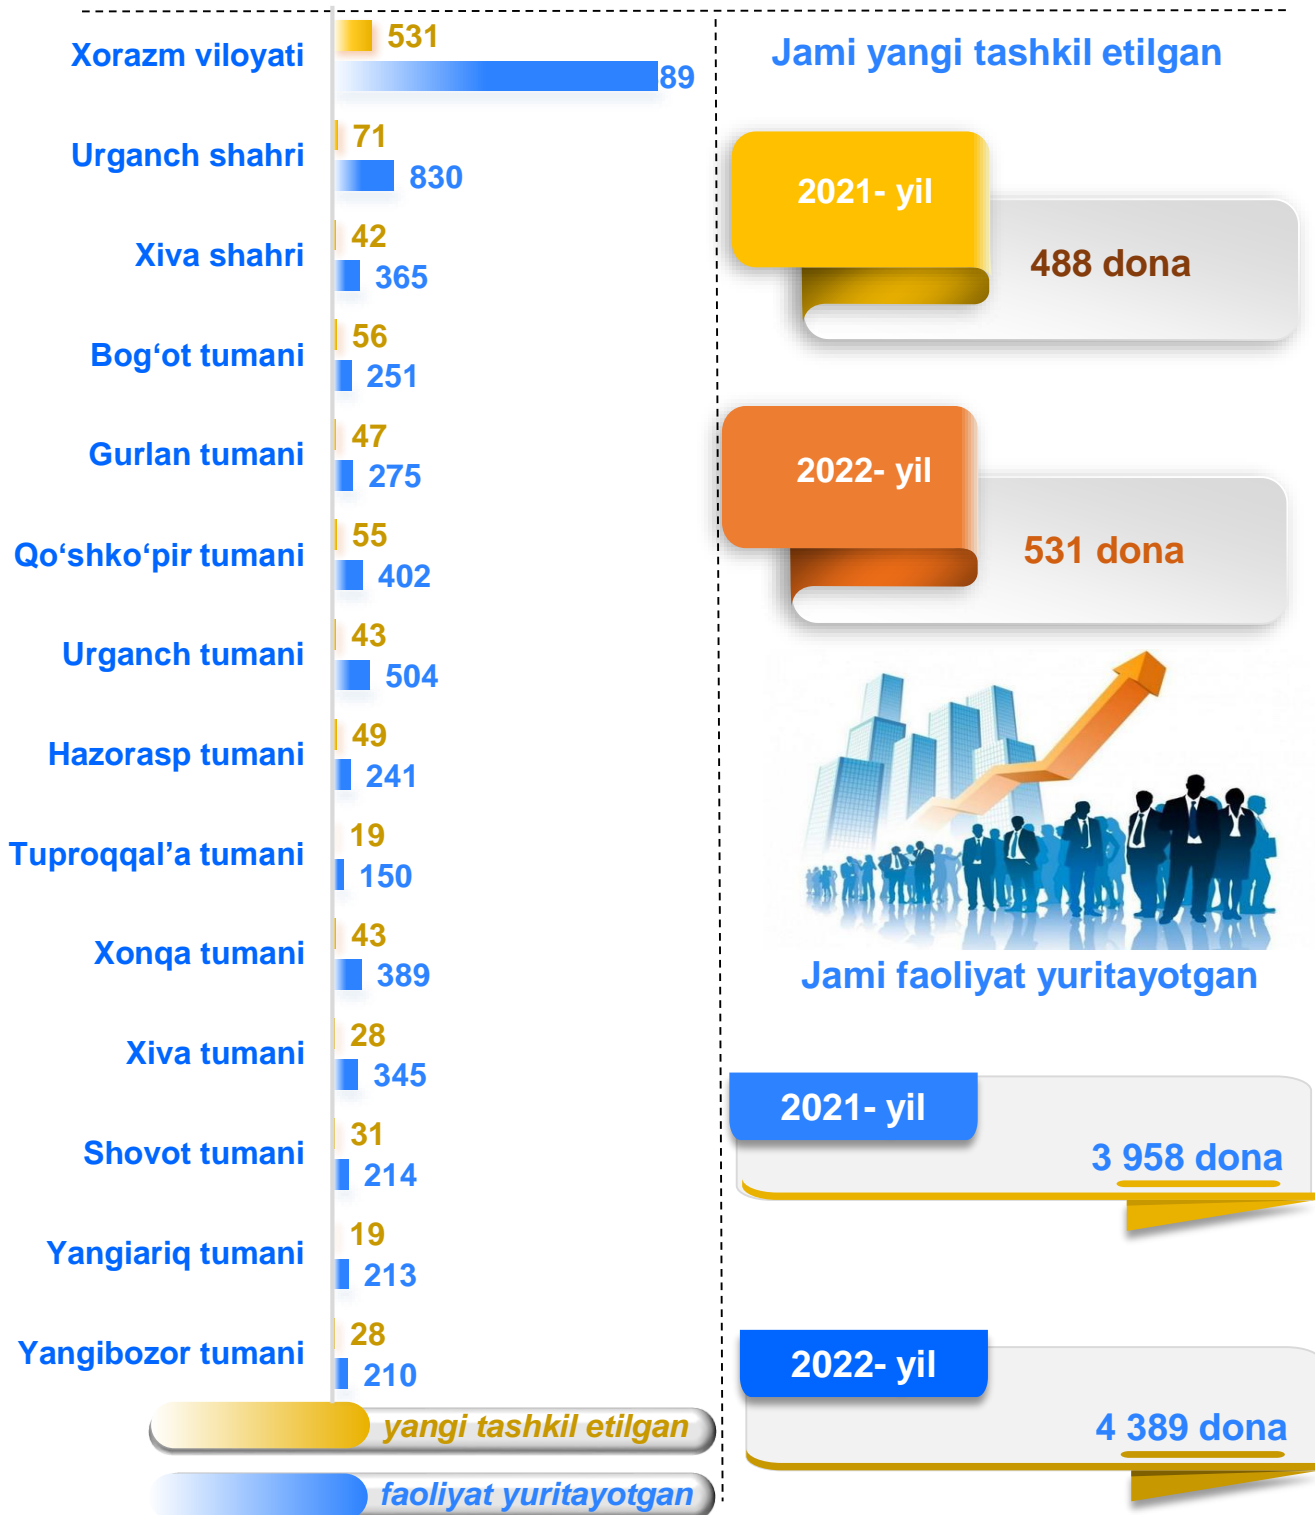 Xorazm viloyati
531
89
Urganch shahri
71
830
Xiva shahri
42
365
Bog‘ot tumani
56
251
Gurlan tumani
47
275
Qo‘shko‘pir tumani
55
402
Urganch tumani
43
504
Hazorasp tumani
49
241
Tuproqqal’a tumani
19
150
Xonqa tumani
43
389
Xiva tumani
28
345
Shovot tumani
31
214
Yangiariq tumani
19
213
Yangibozor tumani
28
210
yangi tashkil etilgan
faoliyat yuritayotgan
Jami yangi tashkil etilgan
2021- yil
488 dona
2022- yil
531 dona
Jami faoliyat yuritayotgan
2021- yil
3 958 dona
2022- yil
4 389 dona